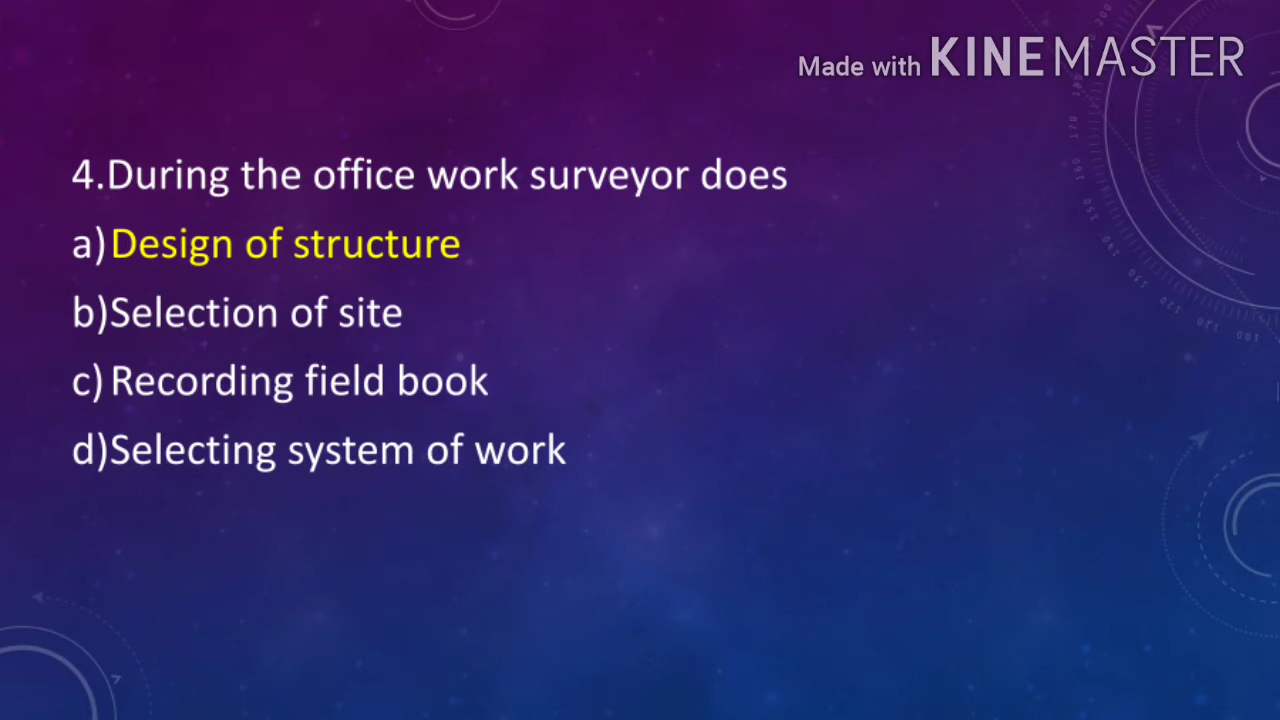 Made with KINEMASTER
4.During the office work surveyor does
a)Design of structure
b)Selection of site
c)Recording field book
d)Selecting system of work